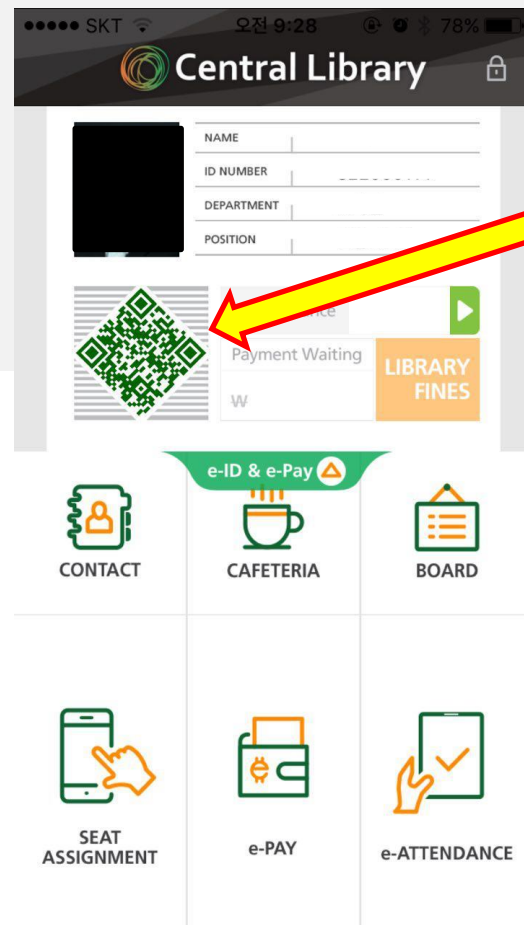 SKT 오전 9:28 78%
Central Library
NAME
ID NUMBER
DEPARTMENT
POSITION
Payment Waiting
₩
LIBRARY
FINES
e-ID & e-Pay
CONTACT CAFETERIA BOARD
SEAT
ASSIGNMENT
e-PAY
e-ATTENDANCE